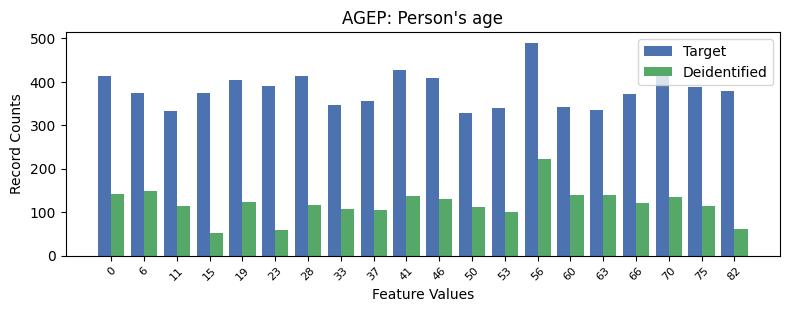 AGEP: Person's age
500
400
300
200
100
0
Record Counts
Target
Deidentified
0 6 11 15 19 23 28 33 37 41 46 50 53 56 60 63 66 70 75 82
Feature Values